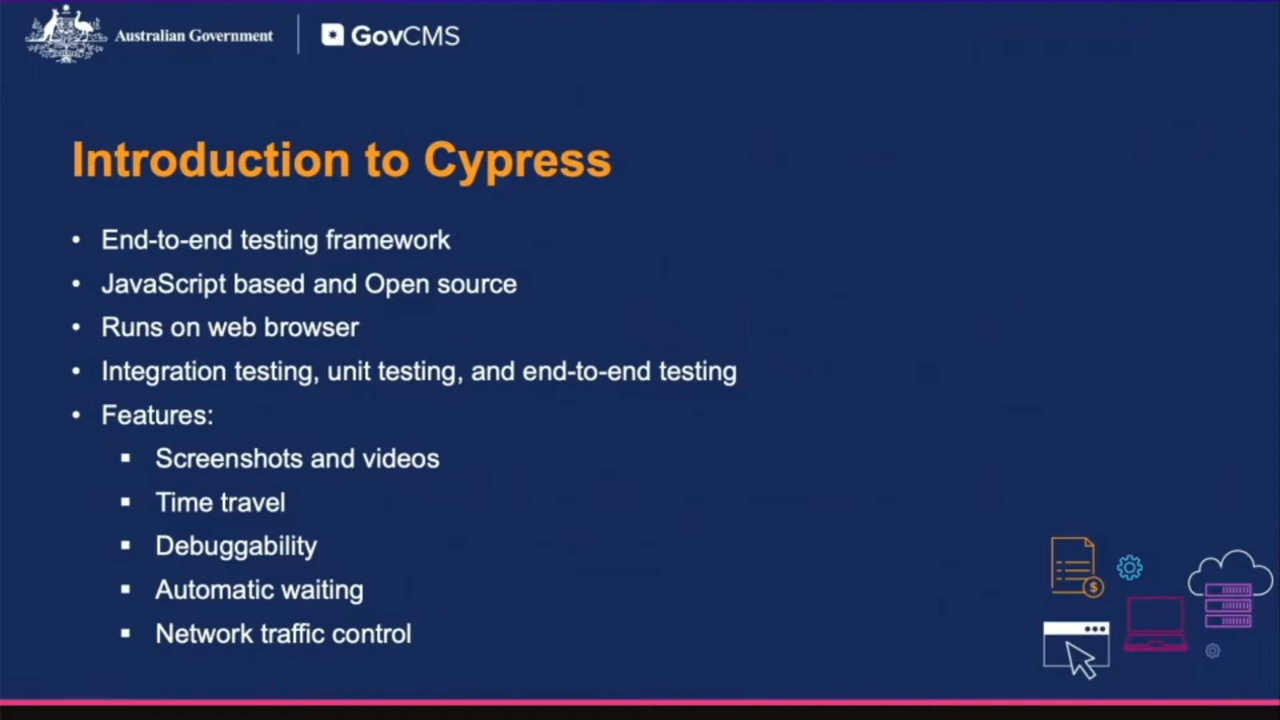 Australian Government
GovCMS
Introduction to Cypress
• End-to-end testing framework
• JavaScript based and Open source
• Runs on web browser
• Integration testing, unit testing, and end-to-end testing
• Features:
▪ Screenshots and videos
▪ Time travel
▪ Debuggability
▪ Automatic waiting
▪ Network traffic control
$